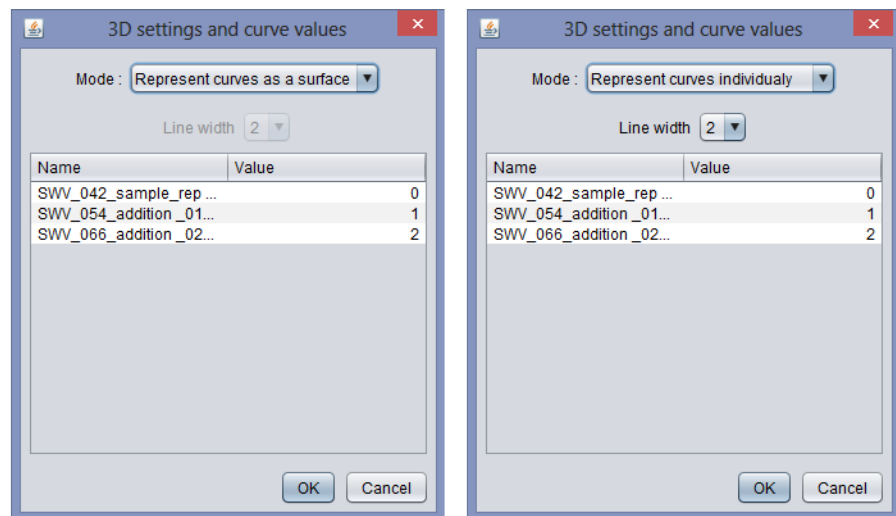 3D settings and curve values
Mode : Represent curves as a surface
Line width 2
Name Value
SWV_042_sample_rep ... 0
SWV_054_addition _01... 1
SWV_066_addition _02... 2
OK Cancel
3D settings and curve values
Mode : Represent curves individualy
Line width 2
Name Value
SWV_042_sample_rep ... 0
SWV_054_addition _01... 1
SWV_066_addition _02... 2
OK Cancel